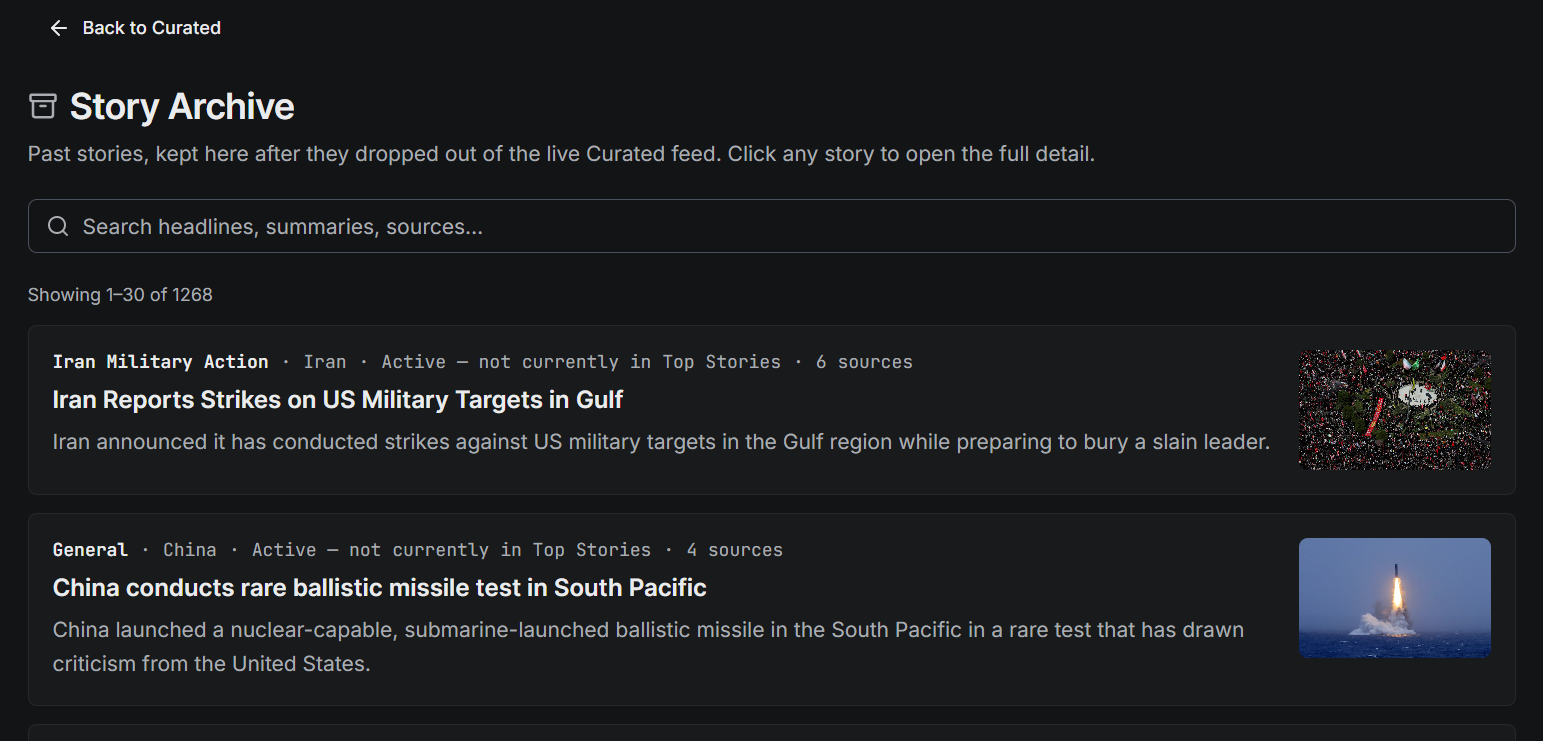 Back to Curated
Story Archive
Past stories, kept here after they dropped out of the live Curated feed. Click any story to open the full detail.
Search headlines, summaries, sources...
Showing 1–30 of 1268
Iran Military Action · Iran · Active — not currently in Top Stories · 6 sources
Iran Reports Strikes on US Military Targets in Gulf
Iran announced it has conducted strikes against US military targets in the Gulf region while preparing to bury a slain leader.
General · China · Active — not currently in Top Stories · 4 sources
China conducts rare ballistic missile test in South Pacific
China launched a nuclear-capable, submarine-launched ballistic missile in the South Pacific in a rare test that has drawn
criticism from the United States.